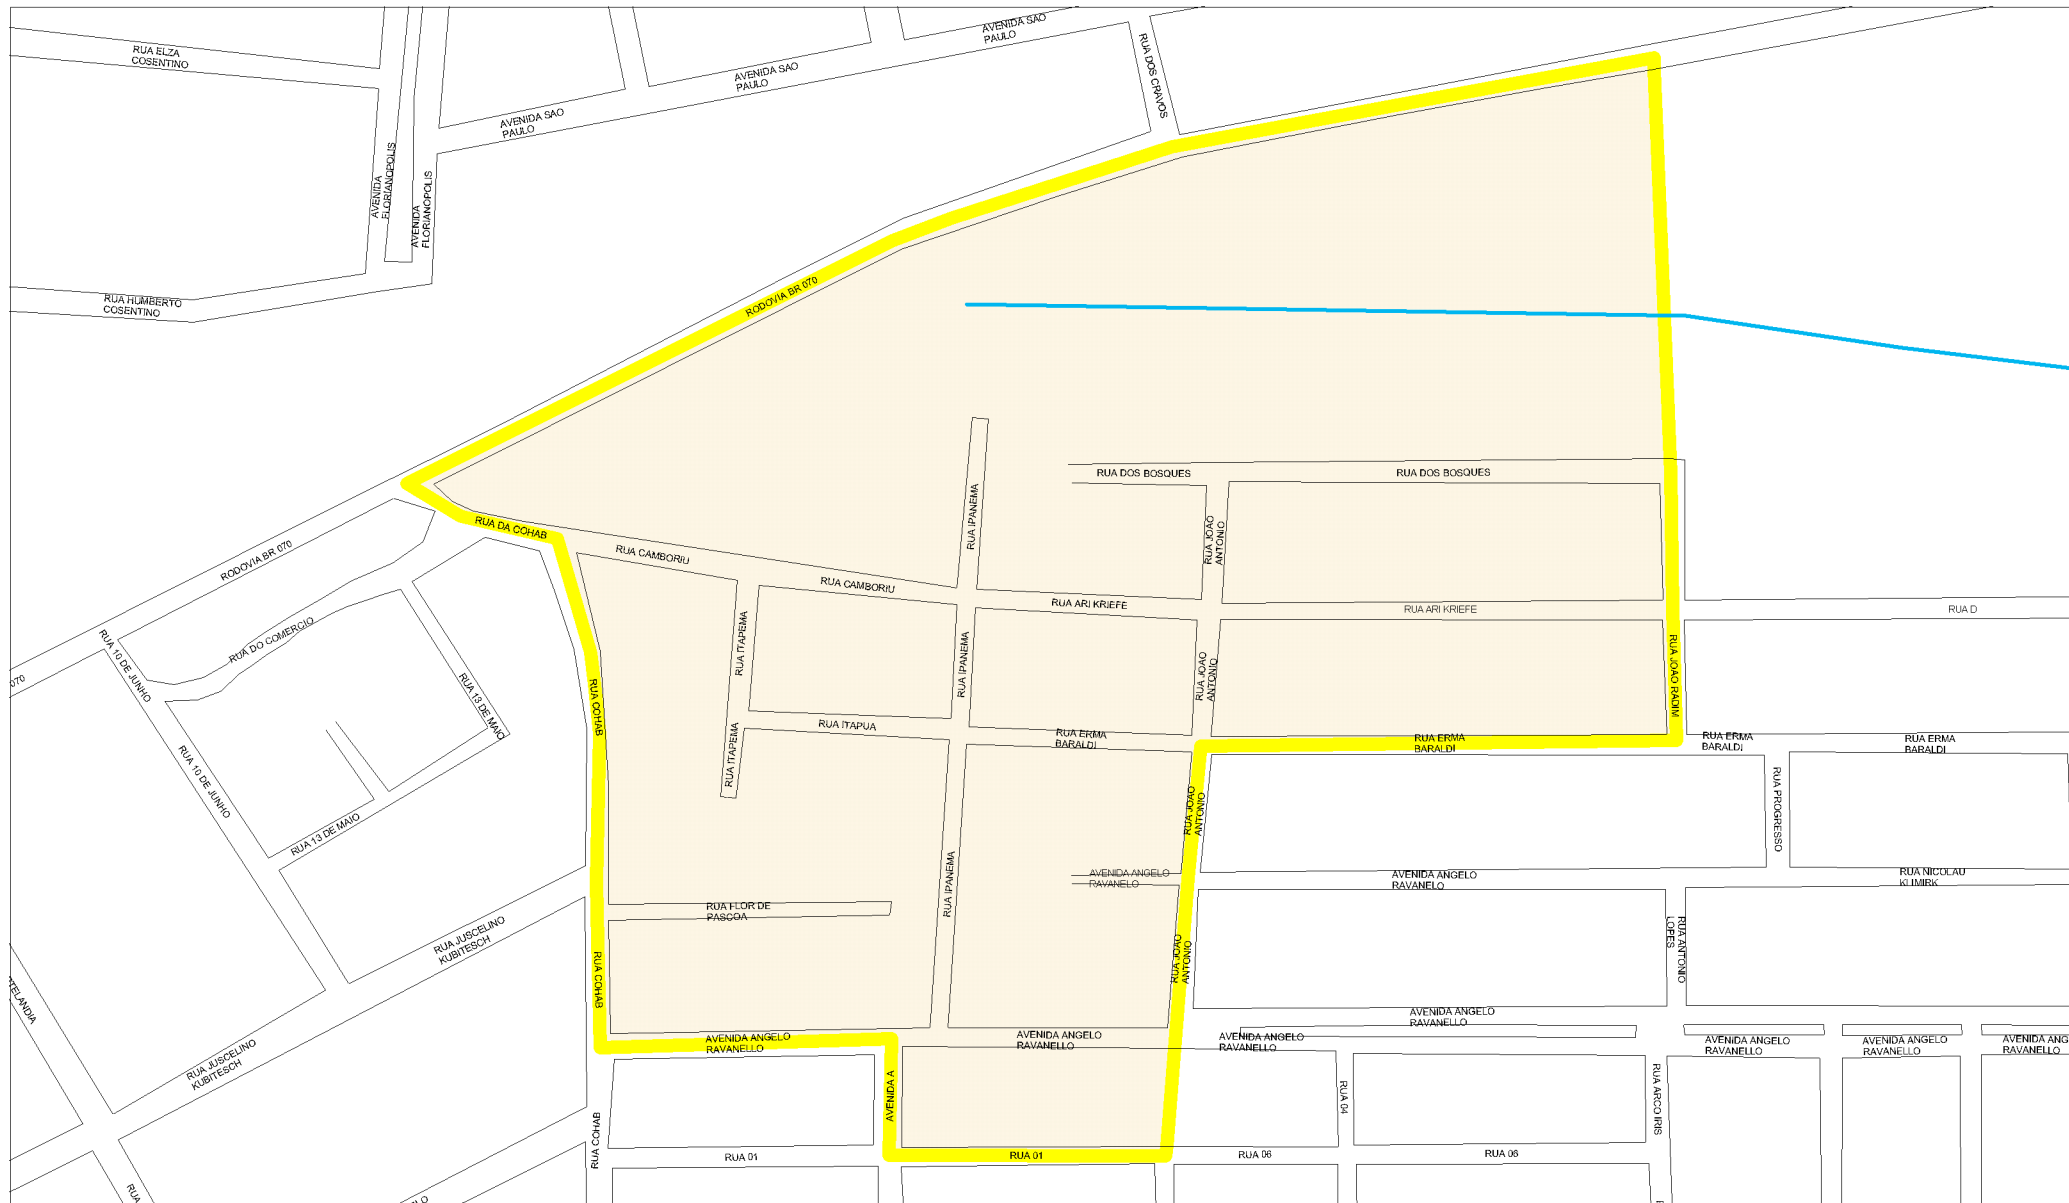 RUA ELZA
COSENTINO
AVENIDA SAO
PAULO
AVENIDA SAO
PAULO
AVENIDA SAO
PAULO
RUA DOS CRAVOS
AVENIDA
FLORIANOPOLIS
AVENIDA
FLORIANOPOLIS
RUA HUMBERTO
COSENTINO
RODOVIA BR 070
RUA DOS BOSQUES
RUA DOS BOSQUES
RUA IPANEMA
RUA JOAO
ANTONIO
RUA DA COHAB
RODOVIA BR 070
RUA CAMBORIU
RUA CAMBORIU
RUA ARI KRIEFE
RUA ARI KRIEFE
RUA D
RUA DO COMERCIO
RUA 10 DE JUNHO
070
RUA ITAPEMA
RUA IPANEMA
RUA JOAO
ANTONIO
RUA JOAO RADIM
RUA 13 DE MAIO
RUA COHAB
RUA ITAPUA
RUA ERMA
BARALDI
RUA ERMA
BARALDI
RUA ERMA
BARALDI
RUA ERMA
BARALDI
RUA ITAPEMA
RUA 10 DE JUNHO
RUA 13 DE MAIO
RUA JOAO
ANTONIO
RUA PROGRESSO
RUA IPANEMA
AVENIDA ANGELO
RAVANELO
AVENIDA ANGELO
RAVANELO
RUA NICOLAU
KLIMIRK
RUA FLOR DE
PASCOA
RUA JUSCELINO
KUBITESCH
RUA COHAB
RUA JOAO
ANTONIO
RUA ANTONIO
LOPES
TELANDIA
AVENIDA ANGELO
RAVANELLO
AVENIDA ANGELO
RAVANELLO
AVENIDA ANGELO
RAVANELLO
AVENIDA ANGELO
RAVANELLO
AVENIDA ANGELO
RAVANELLO
AVENIDA ANGELO
RAVANELLO
AVENIDA ANG
RAVANELLO
RUA JUSCELINO
KUBITESCH
AVENIDA A
RUA 04
RUA ARCO IRIS
RUA COHAB
RUA 01
RUA 01
RUA 06
RUA 06
RUA